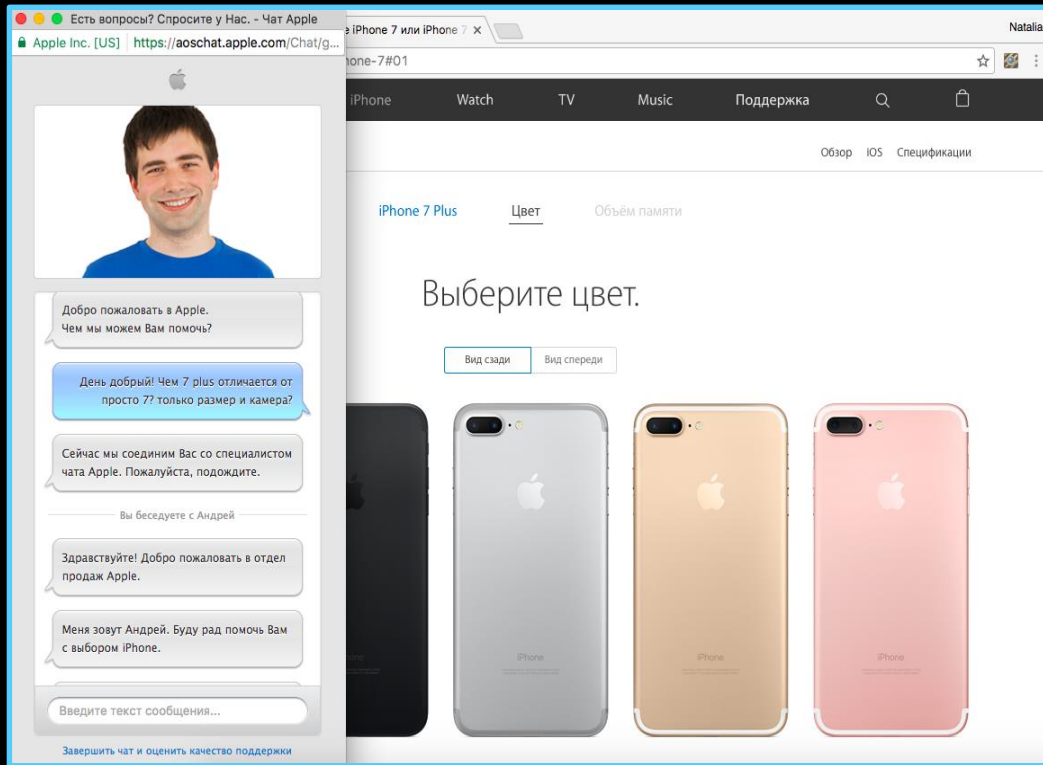 Есть вопросы? Спросите у Нас. - Чат Apple
Apple Inc. [US] https://aoschat.apple.com/Chat/g...
Добро пожаловать в Apple.
Чем мы можем Вам помочь?
День добрый! Чем 7 plus отличается от
просто 7? только размер и камера?
Сейчас мы соединим Вас со специалистом
чата Apple. Пожалуйста, подождите.
Вы беседуете с Андрей
Здравствуйте! Добро пожаловать в отдел
продаж Apple.
Меня зовут Андрей. Буду рад помочь Вам
с выбором iPhone.
Введите текст сообщения...
Завершить чат и оценить качество поддержки
е iPhone 7 или iPhone 7
Natalia
hone-7#01
iPhone Watch TV Music Поддержка
Обзор iOS Спецификации
iPhone 7 Plus Цвет Объём памяти
Выберите цвет.
Вид сзади Вид спереди
iPhone iPhone iPhone